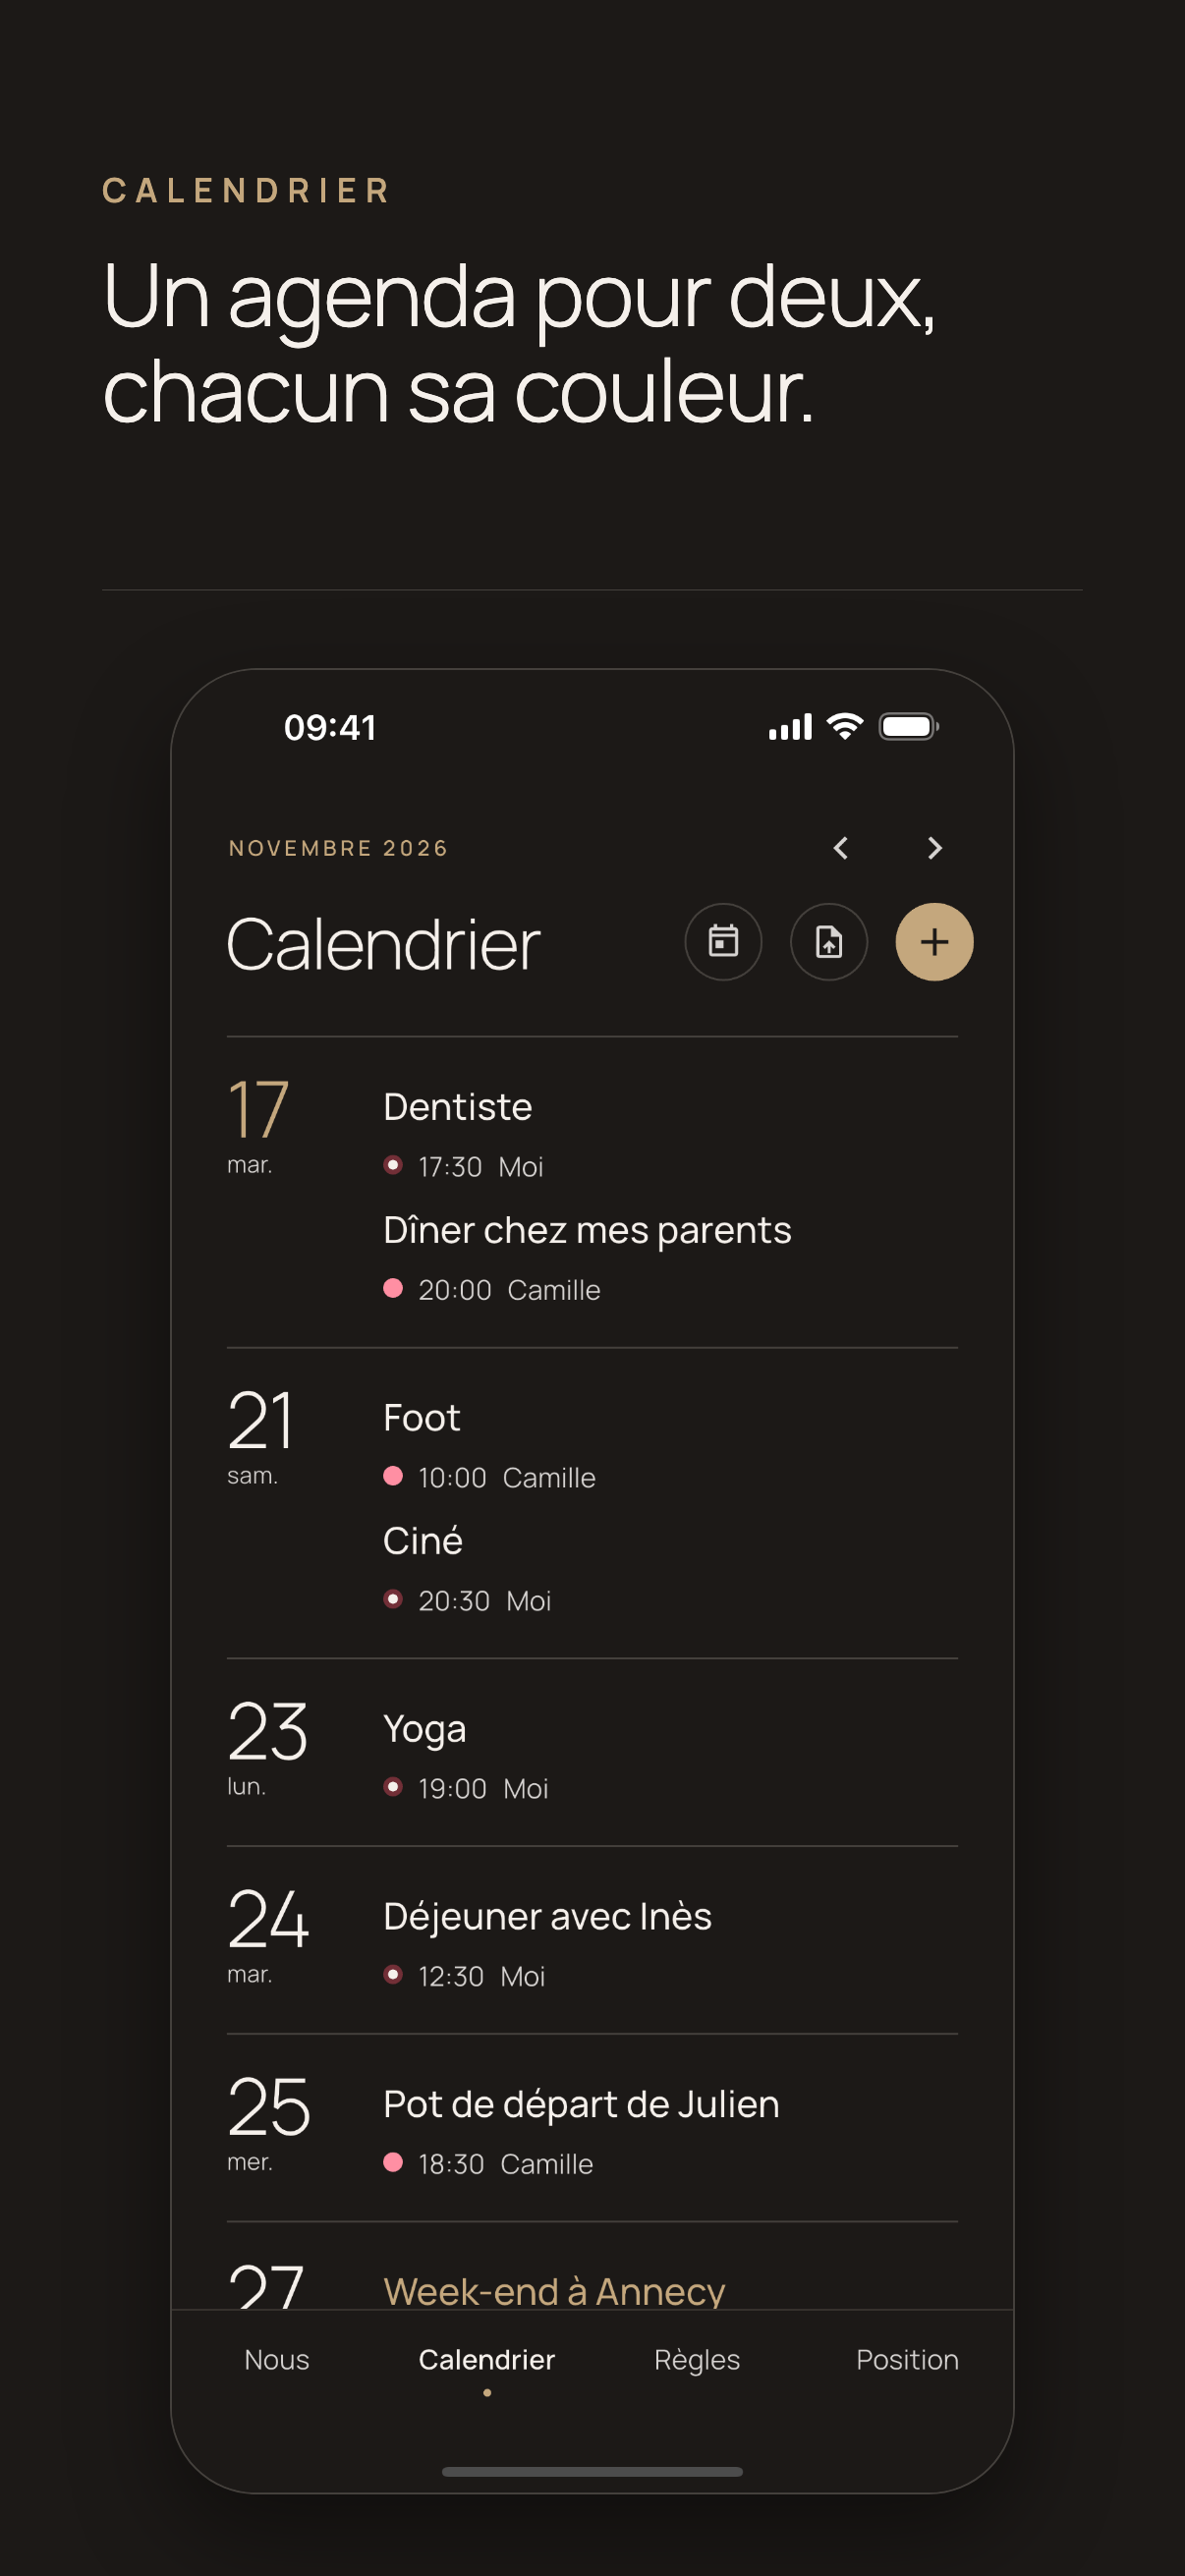 CALENDRIER
Un agenda pour deux,
chacun sa couleur.
09:41
NOVEMBRE 2026
Calendrier
17
mar.
Dentiste
17:30 Moi
Dîner chez mes parents
20:00 Camille
21
sam.
Foot
10:00 Camille
Ciné
20:30 Moi
23
lun.
Yoga
19:00 Moi
24
mar.
Déjeuner avec Inès
12:30 Moi
25
mer.
Pot de départ de Julien
18:30 Camille
27
Week-end à Annecy
Nous Calendrier Règles Position